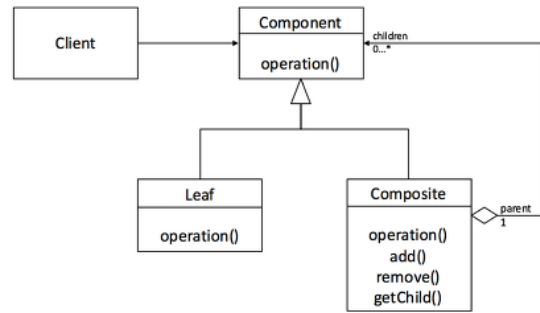 Client
Component
operation()
children
0...*
Leaf
operation()
Composite
operation()
add()
remove()
getChild()
parent
1